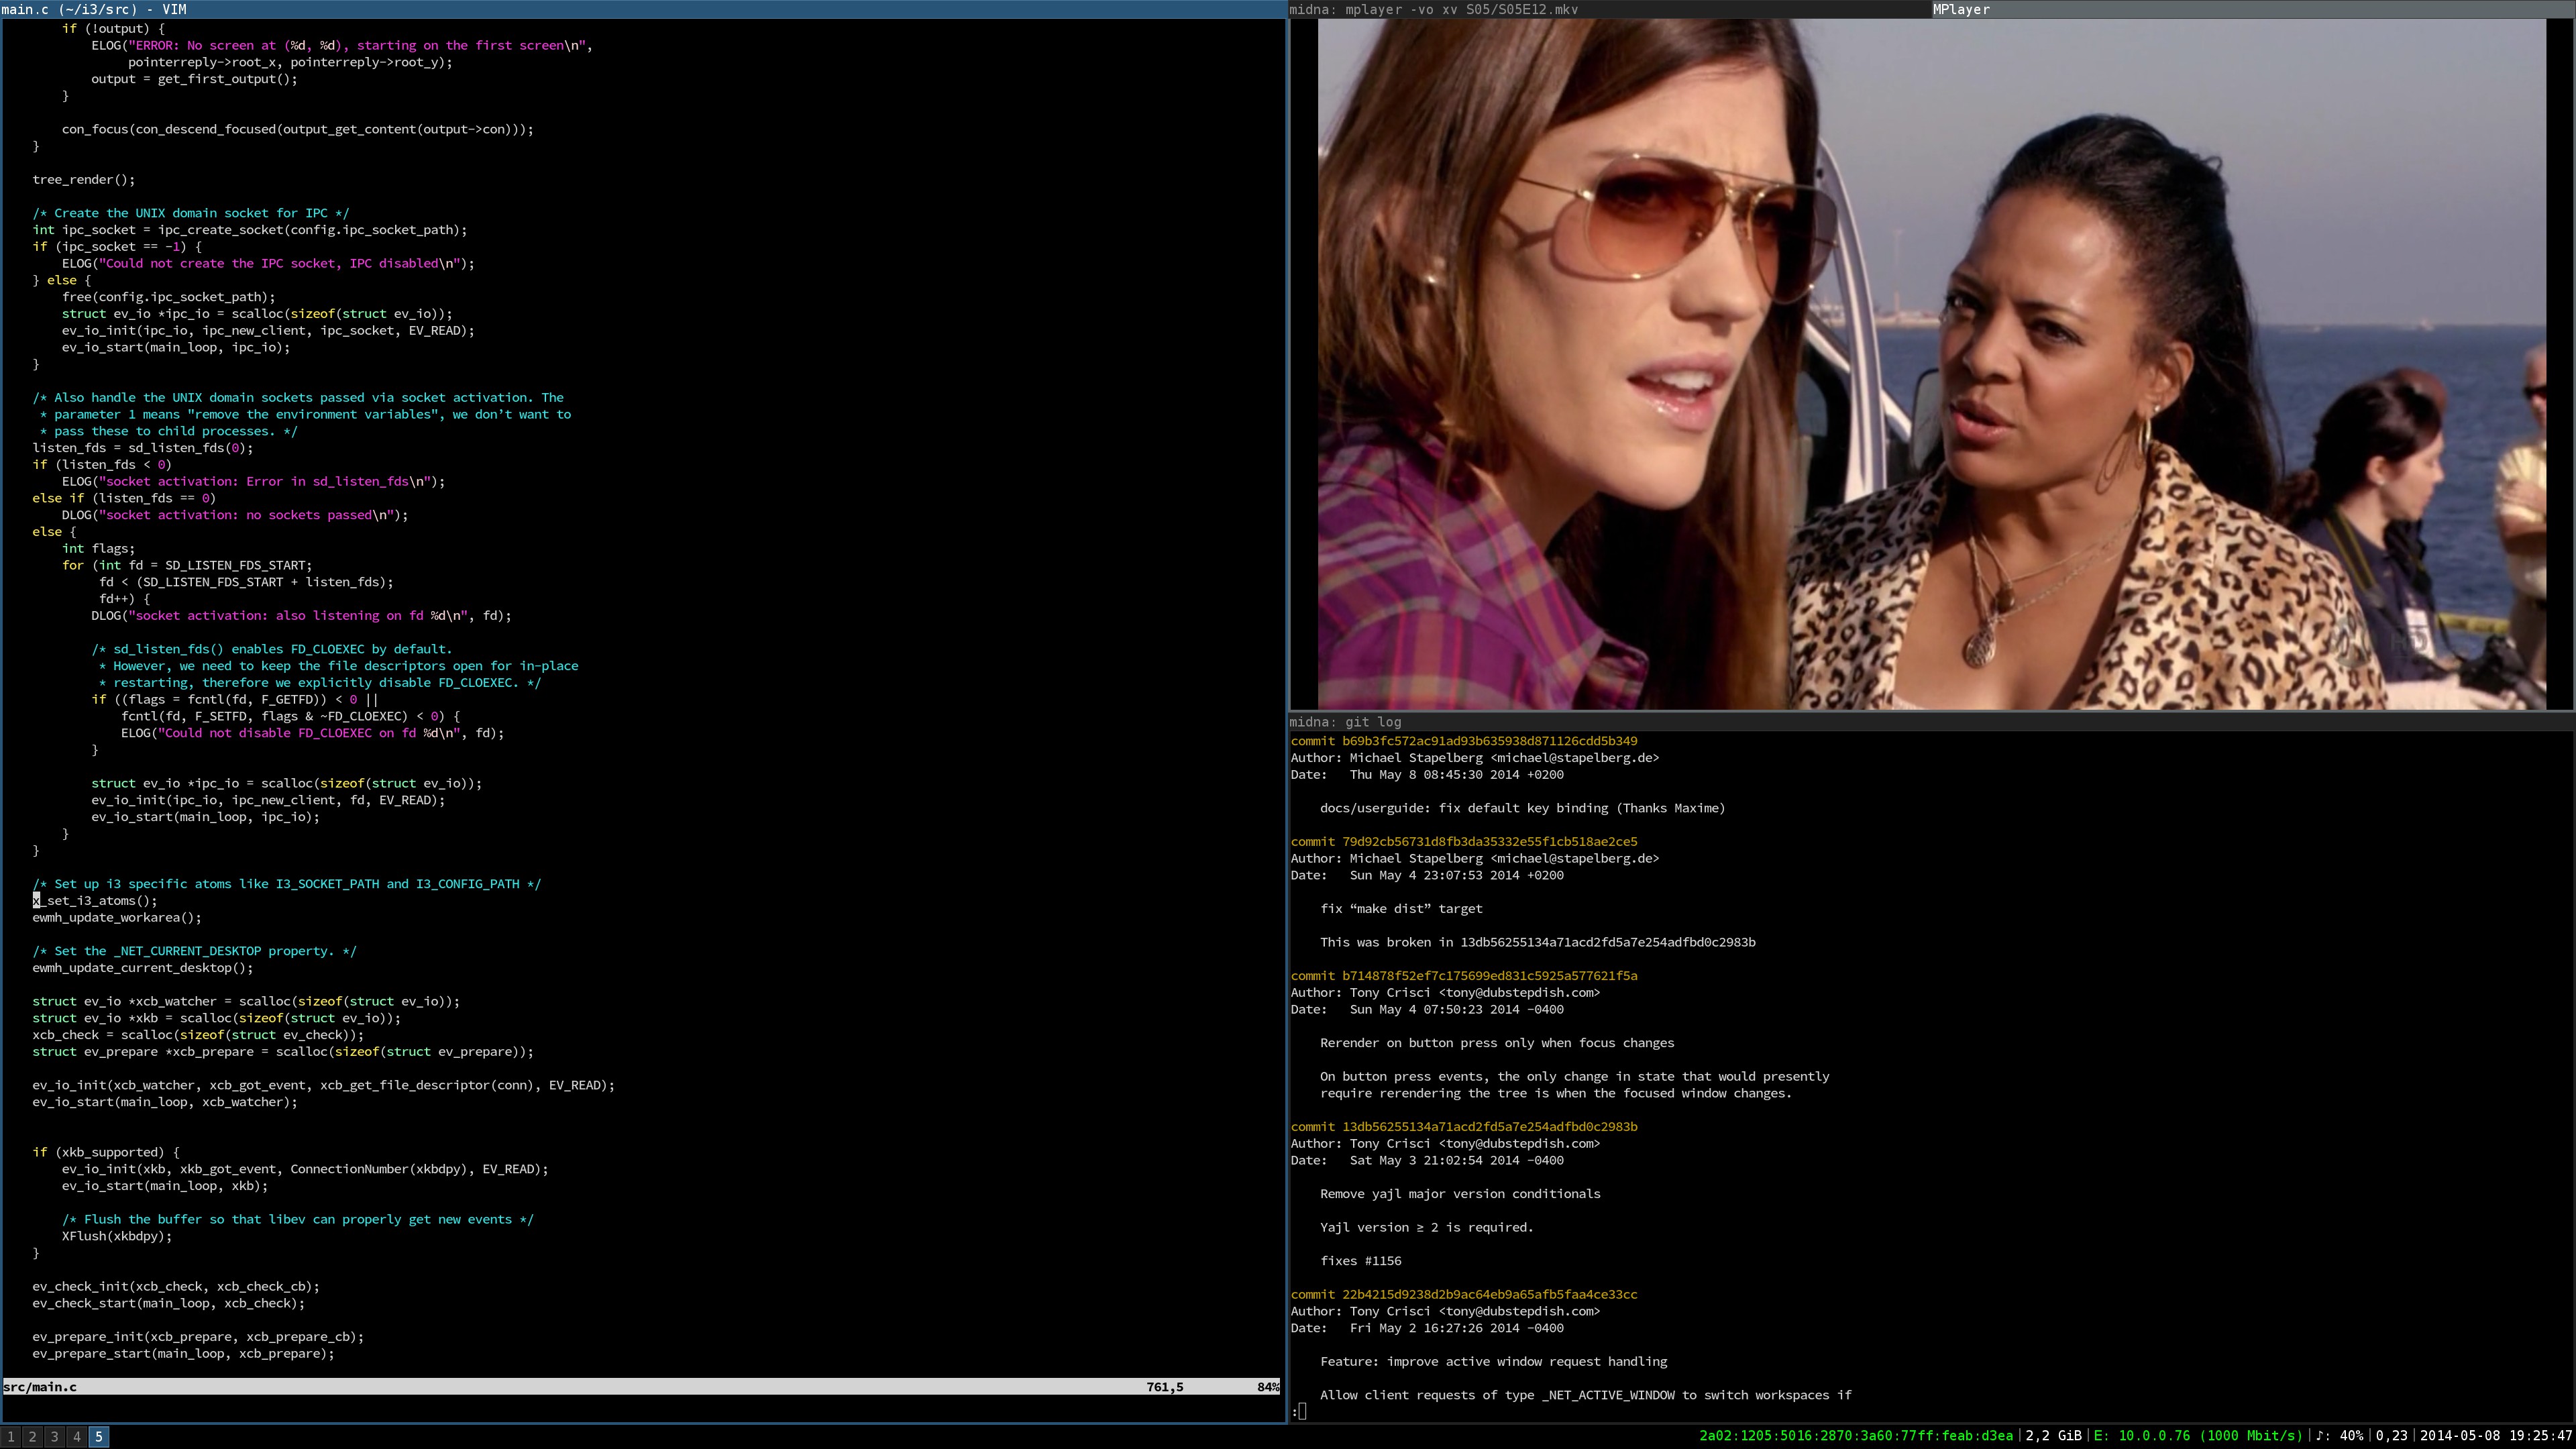 main.c (~/i3/src) - VIM
if (!output) {
ELOG("ERROR: No screen at (%d, %d), starting on the first screen\n",
pointerreply->root_x, pointerreply->root_y);
output = get_first_output();
}
con_focus(con_descend_focused(output_get_content(output->con)));
}
tree_render();
/* Create the UNIX domain socket for IPC */
int ipc_socket = ipc_create_socket(config.ipc_socket_path);
if (ipc_socket == -1) {
ELOG("Could not create the IPC socket, IPC disabled\n");
} else {
free(config.ipc_socket_path);
struct ev_io *ipc_io = scalloc(sizeof(struct ev_io));
ev_io_init(ipc_io, ipc_new_client, ipc_socket, EV_READ);
ev_io_start(main_loop, ipc_io);
}
/* Also handle the UNIX domain sockets passed via socket activation. The
* parameter 1 means "remove the environment variables", we don’t want to
* pass these to child processes. */
listen_fds = sd_listen_fds(0);
if (listen_fds < 0)
ELOG("socket activation: Error in sd_listen_fds\n");
else if (listen_fds == 0)
DLOG("socket activation: no sockets passed\n");
else {
int flags;
for (int fd = SD_LISTEN_FDS_START;
fd < (SD_LISTEN_FDS_START + listen_fds);
fd++) {
DLOG("socket activation: also listening on fd %d\n", fd);
/* sd_listen_fds() enables FD_CLOEXEC by default.
* However, we need to keep the file descriptors open for in-place
* restarting, therefore we explicitly disable FD_CLOEXEC. */
if ((flags = fcntl(fd, F_GETFD)) < 0 ||
fcntl(fd, F_SETFD, flags & ~FD_CLOEXEC) < 0) {
ELOG("Could not disable FD_CLOEXEC on fd %d\n", fd);
}
struct ev_io *ipc_io = scalloc(sizeof(struct ev_io));
ev_io_init(ipc_io, ipc_new_client, fd, EV_READ);
ev_io_start(main_loop, ipc_io);
}
}
/* Set up i3 specific atoms like I3_SOCKET_PATH and I3_CONFIG_PATH */
x_set_i3_atoms();
ewmh_update_workarea();
/* Set the _NET_CURRENT_DESKTOP property. */
ewmh_update_current_desktop();
struct ev_io *xcb_watcher = scalloc(sizeof(struct ev_io));
struct ev_io *xkb = scalloc(sizeof(struct ev_io));
xcb_check = scalloc(sizeof(struct ev_check));
struct ev_prepare *xcb_prepare = scalloc(sizeof(struct ev_prepare));
ev_io_init(xcb_watcher, xcb_got_event, xcb_get_file_descriptor(conn), EV_READ);
ev_io_start(main_loop, xcb_watcher);
if (xkb_supported) {
ev_io_init(xkb, xkb_got_event, ConnectionNumber(xkbdpy), EV_READ);
ev_io_start(main_loop, xkb);
/* Flush the buffer so that libev can properly get new events */
XFlush(xkbdpy);
}
ev_check_init(xcb_check, xcb_check_cb);
ev_check_start(main_loop, xcb_check);
ev_prepare_init(xcb_prepare, xcb_prepare_cb);
ev_prepare_start(main_loop, xcb_prepare);
src/main.c 761,5 84%
midna: mplayer -vo xv S05/S05E12.mkv
MPlayer
HD
midna: git log
commit b69b3fc572ac91ad93b635938d871126cdd5b349
Author: Michael Stapelberg <michael@stapelberg.de>
Date: Thu May 8 08:45:30 2014 +0200
docs/userguide: fix default key binding (Thanks Maxime)
commit 79d92cb56731d8fb3da35332e55f1cb518ae2ce5
Author: Michael Stapelberg <michael@stapelberg.de>
Date: Sun May 4 23:07:53 2014 +0200
fix “make dist” target
This was broken in 13db56255134a71acd2fd5a7e254adfbd0c2983b
commit b714878f52ef7c175699ed831c5925a577621f5a
Author: Tony Crisci <tony@dubstepdish.com>
Date: Sun May 4 07:50:23 2014 -0400
Rerender on button press only when focus changes
On button press events, the only change in state that would presently
require rerendering the tree is when the focused window changes.
commit 13db56255134a71acd2fd5a7e254adfbd0c2983b
Author: Tony Crisci <tony@dubstepdish.com>
Date: Sat May 3 21:02:54 2014 -0400
Remove yajl major version conditionals
Yajl version ≥ 2 is required.
fixes #1156
commit 22b4215d9238d2b9ac64eb9a65afb5faa4ce33cc
Author: Tony Crisci <tony@dubstepdish.com>
Date: Fri May 2 16:27:26 2014 -0400
Feature: improve active window request handling
Allow client requests of type _NET_ACTIVE_WINDOW to switch workspaces if
:
1 2 3 4 5
2a02:1205:5016:2870:3a60:77ff:feab:d3ea|2,2 GiB|E: 10.0.0.76 (1000 Mbit/s)|♪: 40%|0,23|2014-05-08 19:25:47